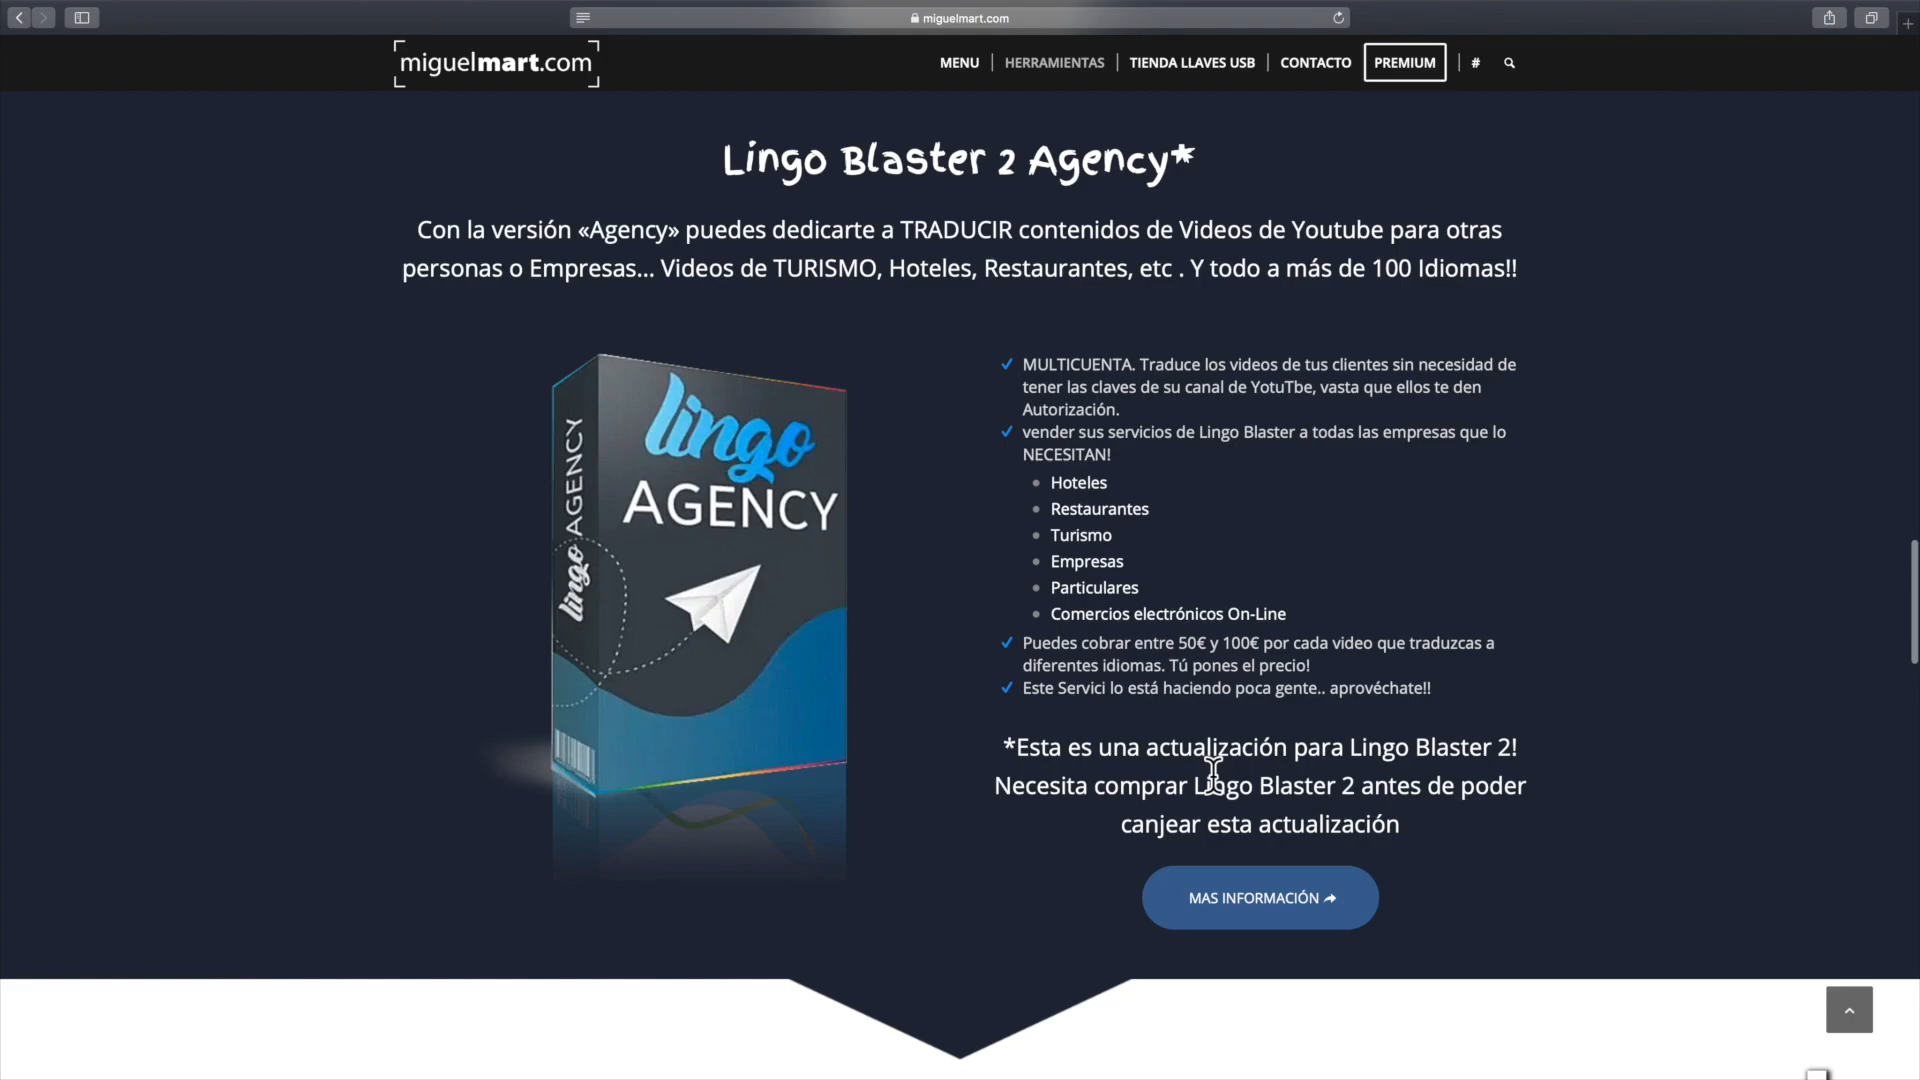 miguelmart.com
miguelmart.com
MENU
HERRAMIENTAS
TIENDA LLAVES USB
CONTACTO
PREMIUM
#
Lingo Blaster 2 Agency*
Con la versión «Agency» puedes dedicarte a TRADUCIR contenidos de Videos de Youtube para otras
personas o Empresas... Videos de TURISMO, Hoteles, Restaurantes, etc . Y todo a más de 100 Idiomas!!
lingo AGENCY
lingo
AGENCY
MULTICUENTA. Traduce los videos de tus clientes sin necesidad de
tener las claves de su canal de YotuTbe, vasta que ellos te den
Autorización.
vender sus servicios de Lingo Blaster a todas las empresas que lo
NECESITAN!
Hoteles
Restaurantes
Turismo
Empresas
Particulares
Comercios electrónicos On-Line
Puedes cobrar entre 50€ y 100€ por cada video que traduzcas a
diferentes idiomas. Tú pones el precio!
Este Servici lo está haciendo poca gente.. aprovéchate!!
*Esta es una actualización para Lingo Blaster 2!
Necesita comprar Lingo Blaster 2 antes de poder
canjear esta actualización
MAS INFORMACIÓN